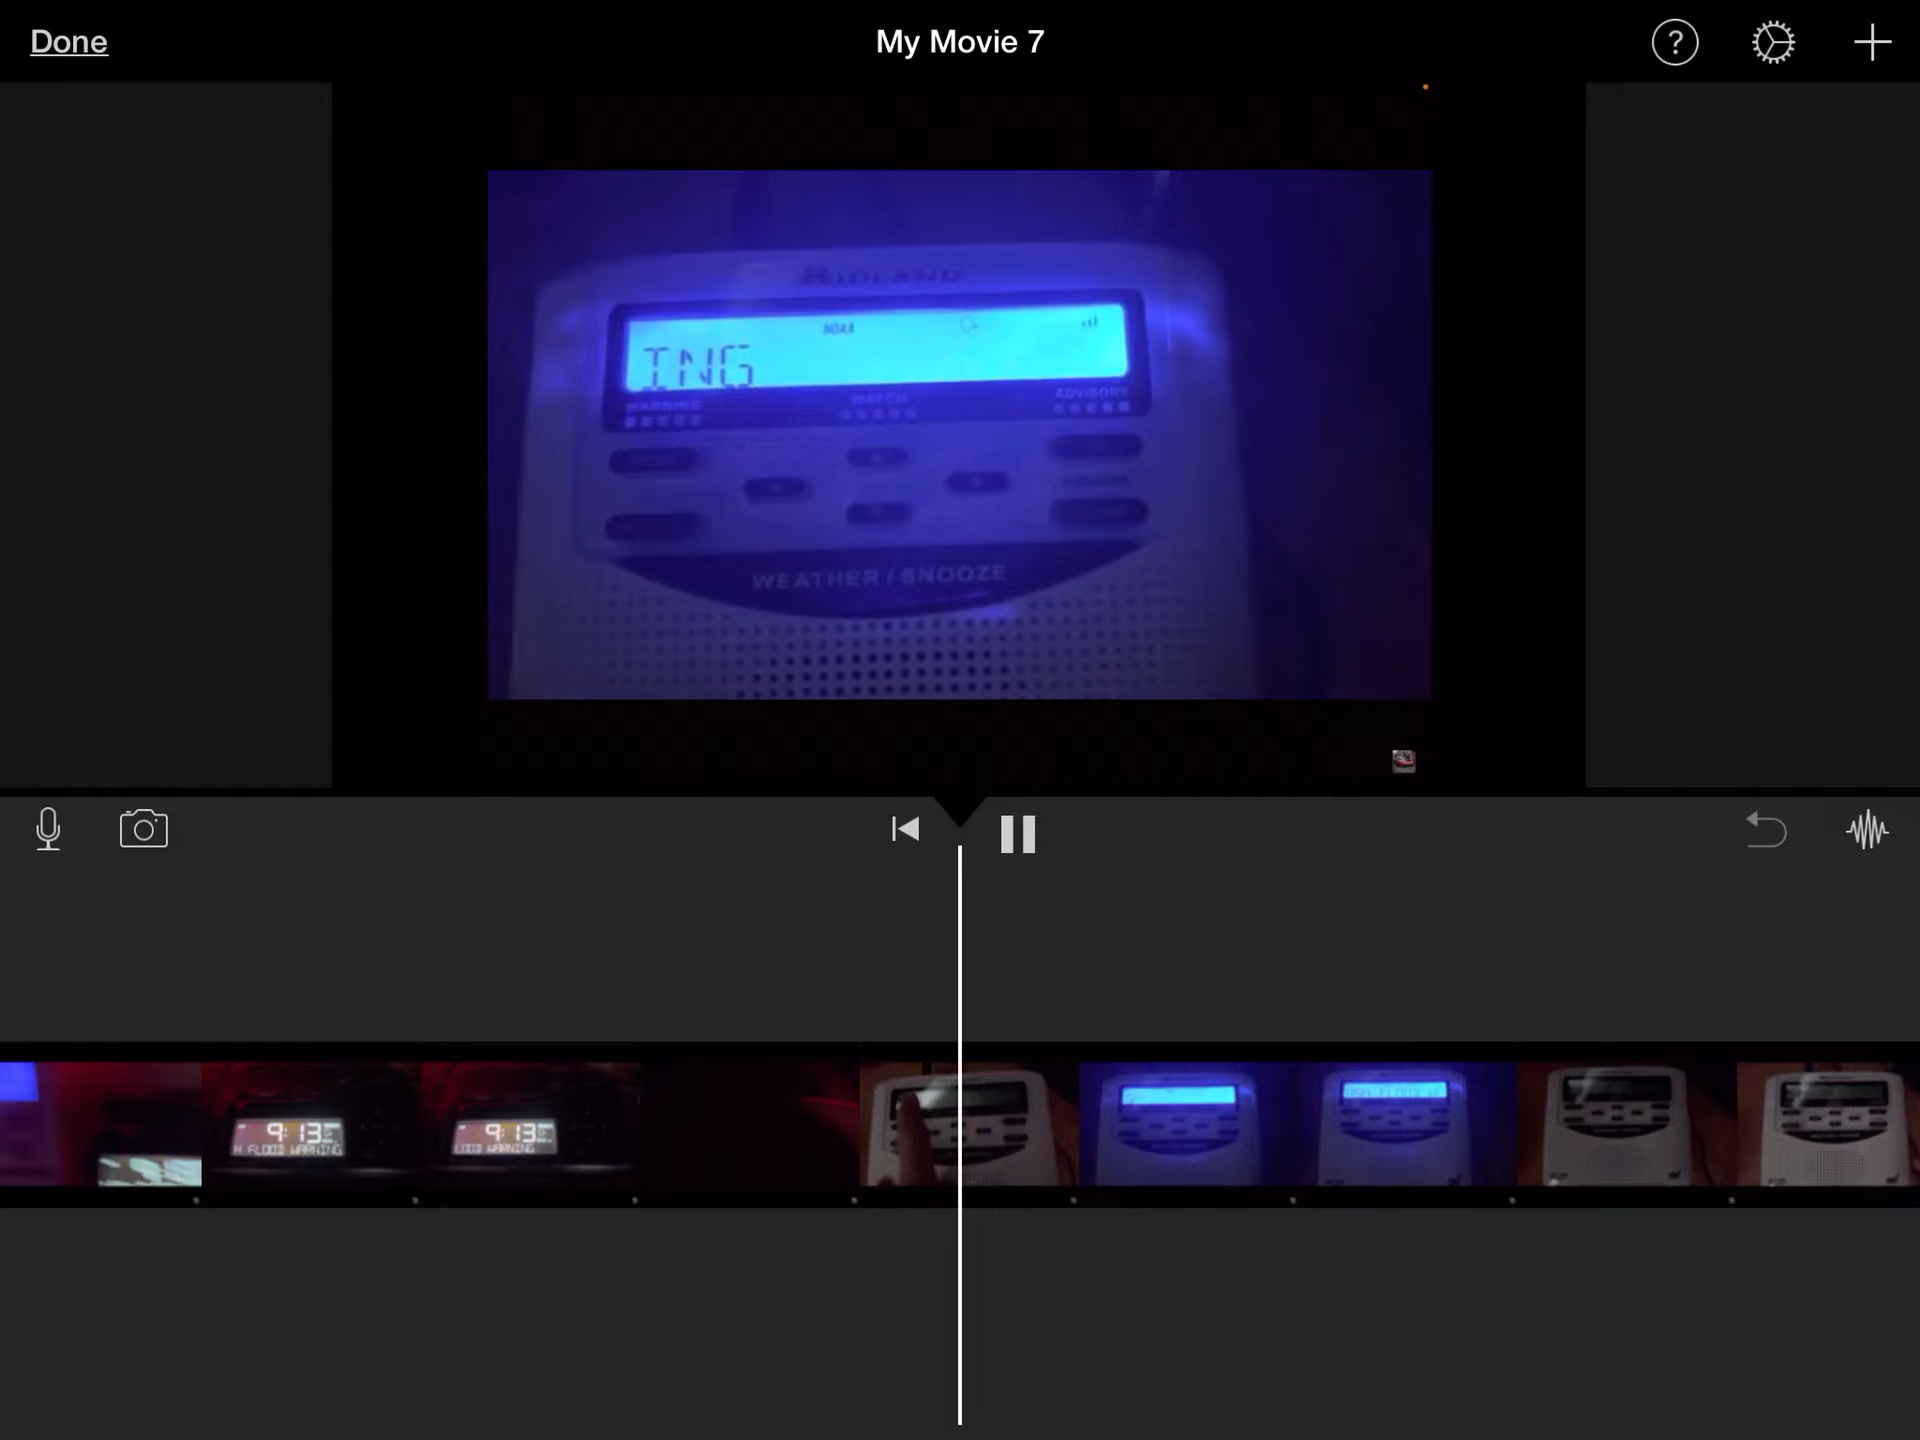 Done
My Movie 7
?
MIDLAND
NOAA
ING
WARNING
WATCH
ADVISORY
WEATHER / SNOOZE
9:13
N FLOOD WARNING
9:13
LOOD WARNING